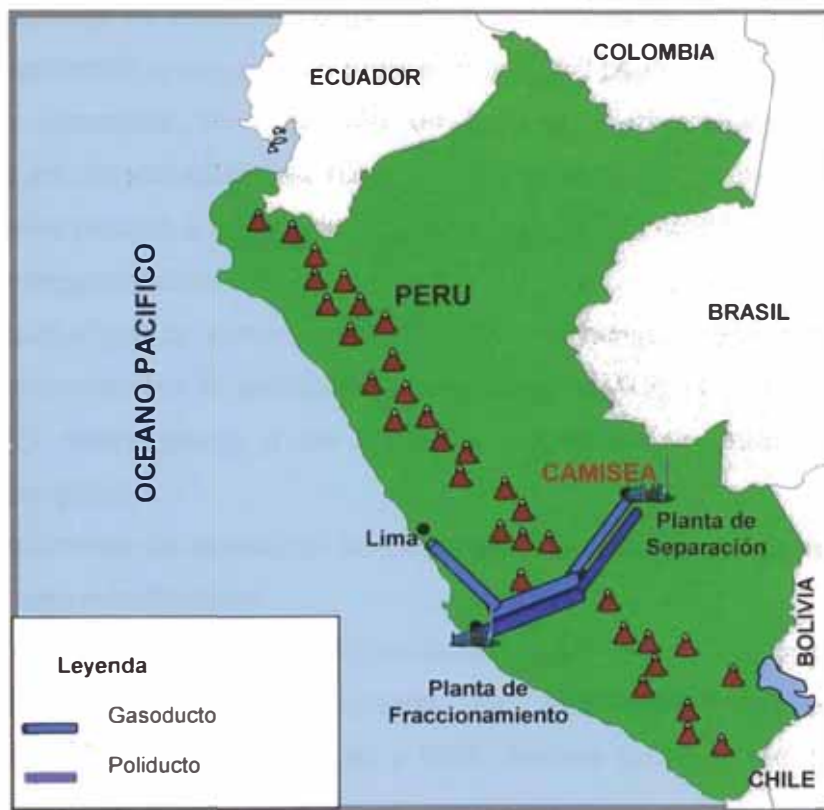 COLOMBIA
ECUADOR
PERU
BRASIL
OCEANO PACIFICO
CAMISEA
Lima
Planta de
Separación
BOLIVIA
Planta de
Fraccionamiento
CHILE
Leyenda
Gasoducto
Poliducto